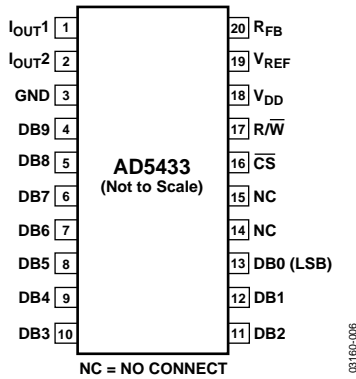 IOUT1 1
IOUT2 2
GND 3
DB9 4
DB8 5
DB7 6
DB6 7
DB5 8
DB4 9
DB3 10
AD5433
(Not to Scale)
20 RFB
19 VREF
18 VDD
17 R/W̅
16 C̅S̅
15 NC
14 NC
13 DB0 (LSB)
12 DB1
11 DB2
NC = NO CONNECT
03160-006